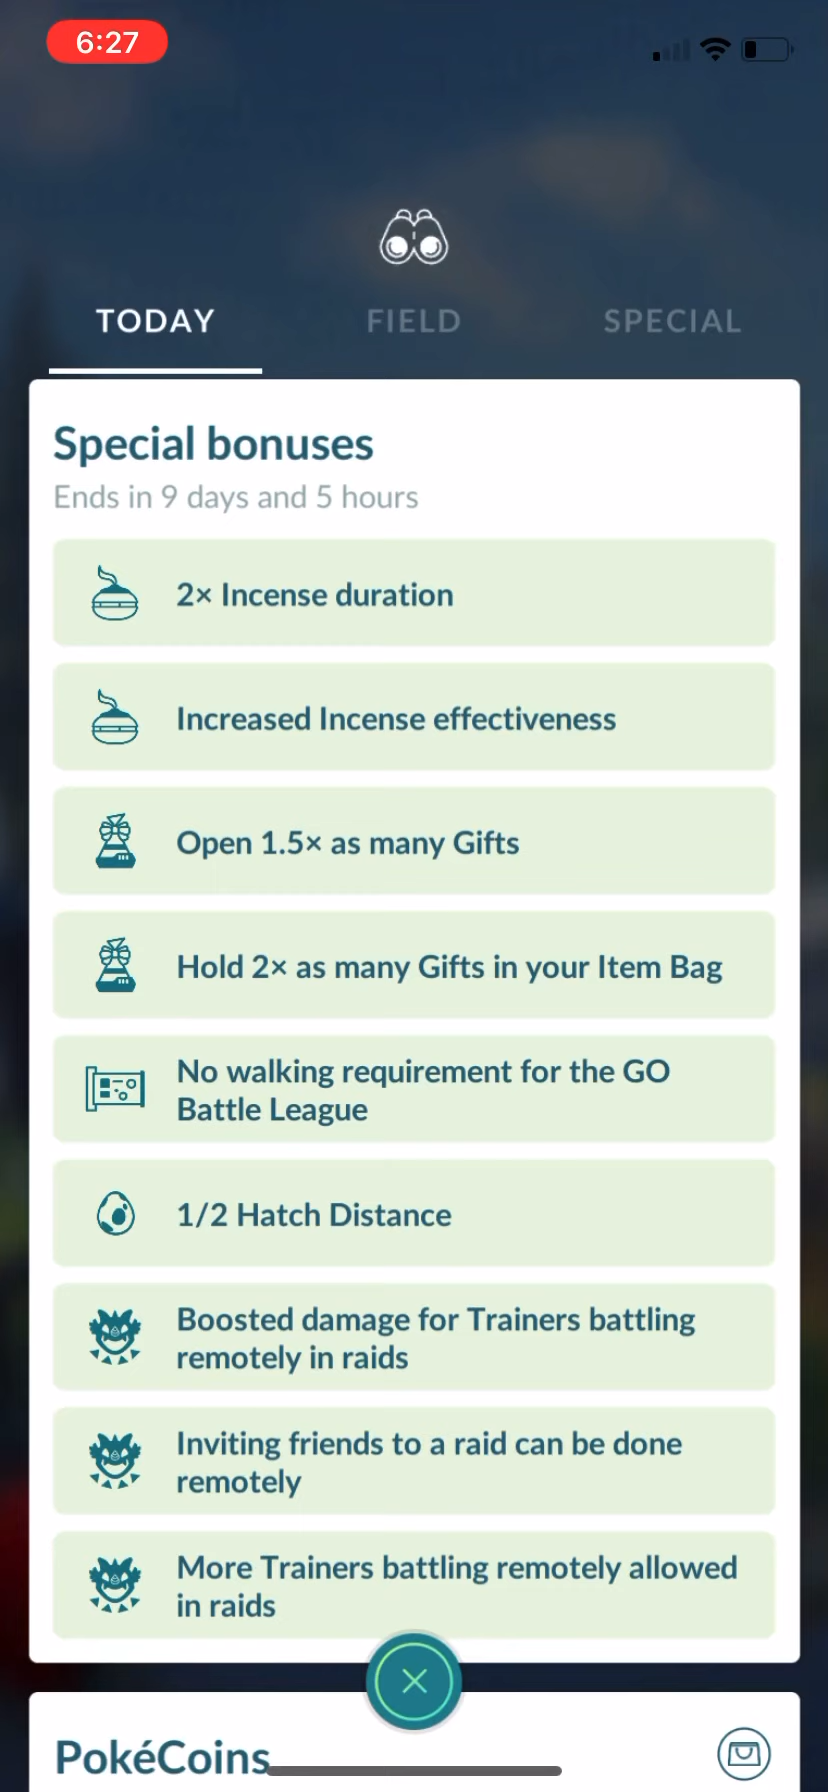 6:27
TODAY
FIELD
SPECIAL
Special bonuses
Ends in 9 days and 5 hours
2× Incense duration
Increased Incense effectiveness
Open 1.5× as many Gifts
Hold 2× as many Gifts in your Item Bag
No walking requirement for the GO
Battle League
1/2 Hatch Distance
Boosted damage for Trainers battling
remotely in raids
Inviting friends to a raid can be done
remotely
More Trainers battling remotely allowed
in raids
PokéCoins